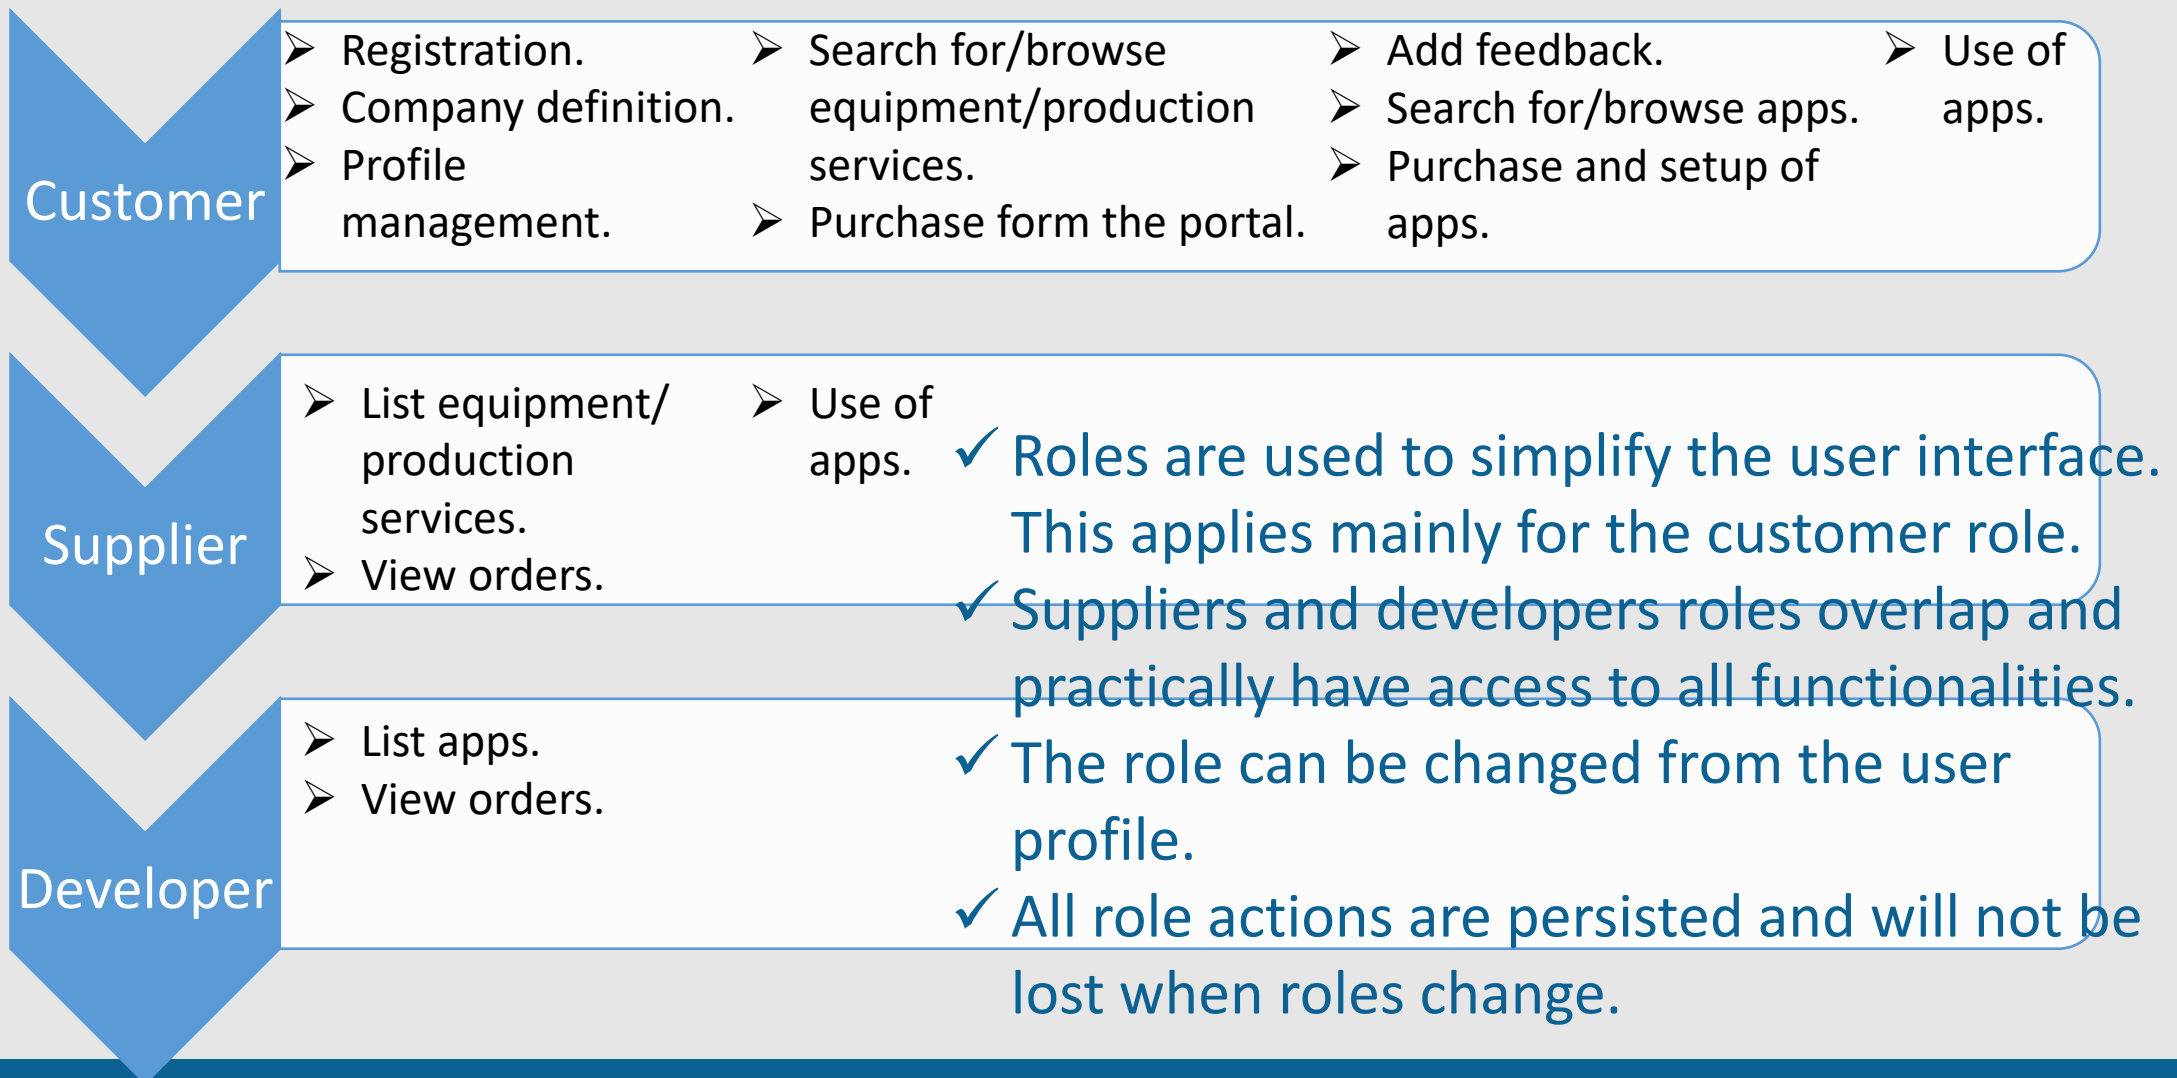 Customer
➢ Registration.
➢ Company definition.
➢ Profile
management.
➢ Search for/browse
equipment/production
services.
➢ Purchase form the portal.
➢ Add feedback.
➢ Search for/browse apps.
➢ Purchase and setup of
apps.
➢ Use of
apps.
Supplier
➢ List equipment/
production
services.
➢ View orders.
➢ Use of
apps.
Developer
➢ List apps.
➢ View orders.
✓ Roles are used to simplify the user interface.
This applies mainly for the customer role.
✓ Suppliers and developers roles overlap and
practically have access to all functionalities.
✓ The role can be changed from the user
profile.
✓ All role actions are persisted and will not be
lost when roles change.